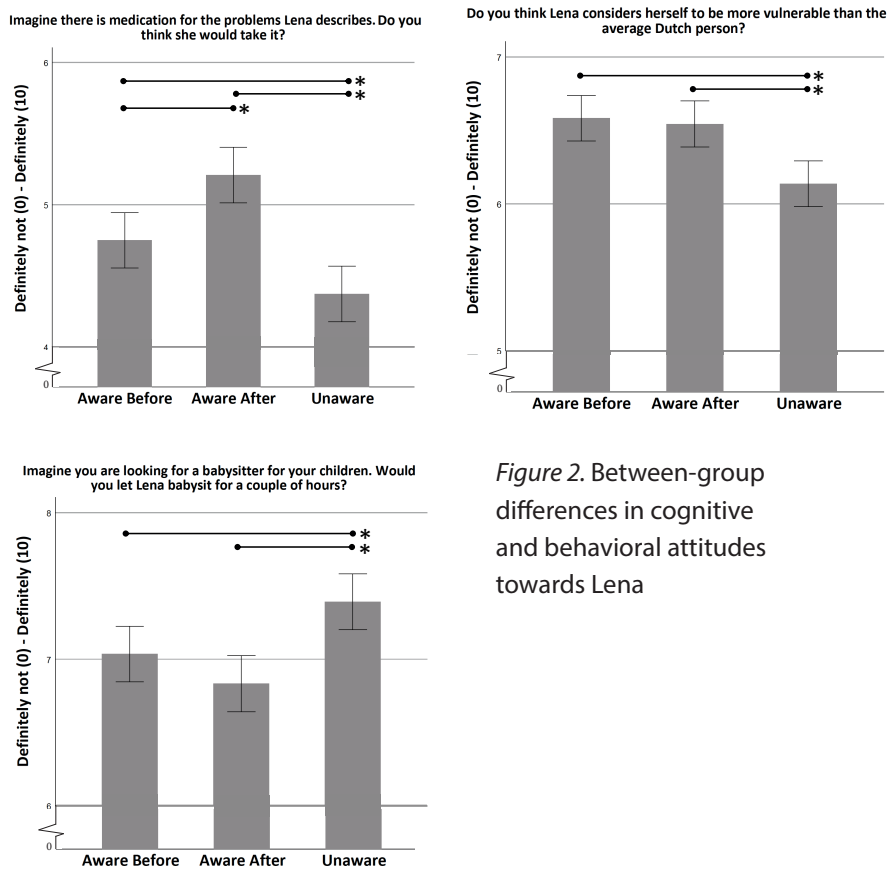 Imagine there is medication for the problems Lena describes. Do you
think she would take it?
Definitely not (0) - Definitely (10)
6
5
4
0
*
*
*
Aware Before Aware After Unaware
Do you think Lena considers herself to be more vulnerable than the
average Dutch person?
Definitely not (0) - Definitely (10)
7
6
5
0
*
*
Aware Before Aware After Unaware
Imagine you are looking for a babysitter for your children. Would
you let Lena babysit for a couple of hours?
Definitely not (0) - Definitely (10)
8
7
6
0
*
*
Aware Before Aware After Unaware
Figure 2. Between-group
differences in cognitive
and behavioral attitudes
towards Lena